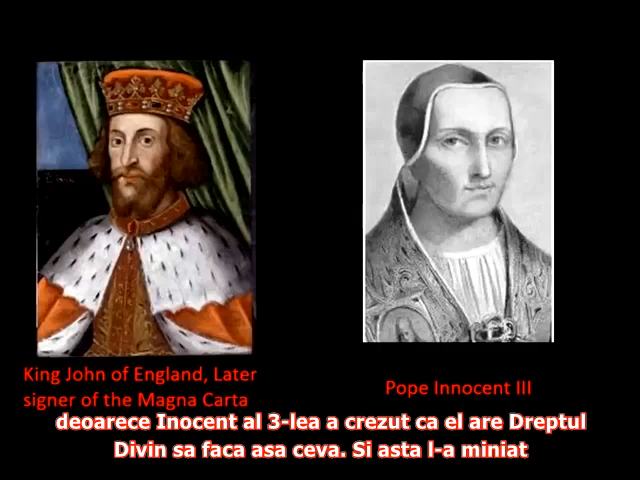 King John of England, Later
signer of the Magna Carta
Pope Innocent III
deoarece Inocent al 3-lea a crezut ca el are Dreptul
Divin sa faca asa ceva. Si asta l-a miniat